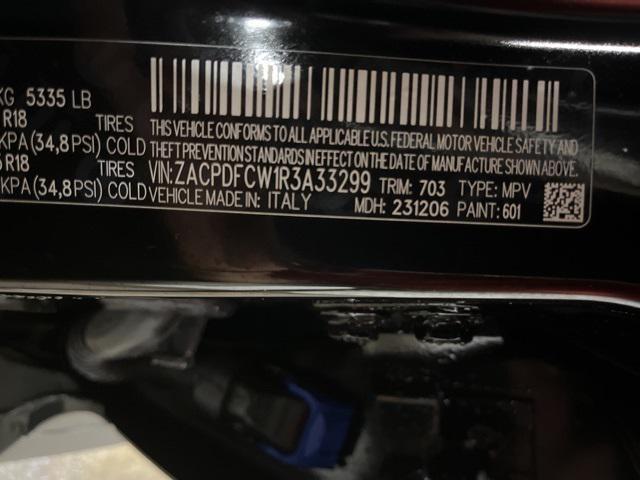 KG 5335 LB
R18 TIRES
KPA(34,8PSI) COLD
R18 TIRES
KPA(34,8PSI) COLD
THIS VEHICLE CONFORMS TO ALL APPLICABLE U.S. FEDERAL MOTOR VEHICLE SAFETY AND
THEFT PREVENTION STANDARDS IN EFFECT ON THE DATE OF MANUFACTURE SHOWN ABOVE.
VIN:ZACPDFCW1R3A33299 TRIM: 703 TYPE: MPV
VEHICLE MADE IN: ITALY MDH: 231206 PAINT: 601